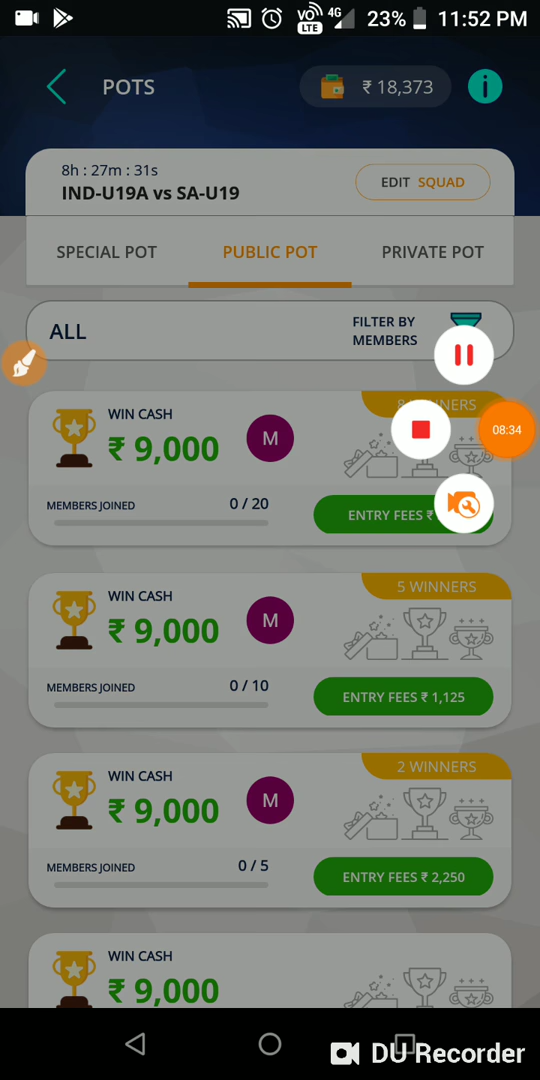 VO LTE 4G 23% 11:52 PM
POTS ₹ 18,373 i
8h : 27m : 31s
IND-U19A vs SA-U19
EDIT SQUAD
SPECIAL POT PUBLIC POT PRIVATE POT
ALL
FILTER BY
MEMBERS
WIN CASH
₹ 9,000
M
08:34
MEMBERS JOINED 0 / 20
ENTRY FEES ₹
5 WINNERS
WIN CASH
₹ 9,000
M
MEMBERS JOINED 0 / 10
ENTRY FEES ₹ 1,125
2 WINNERS
WIN CASH
₹ 9,000
M
MEMBERS JOINED 0 / 5
ENTRY FEES ₹ 2,250
WIN CASH
₹ 9,000
DU Recorder